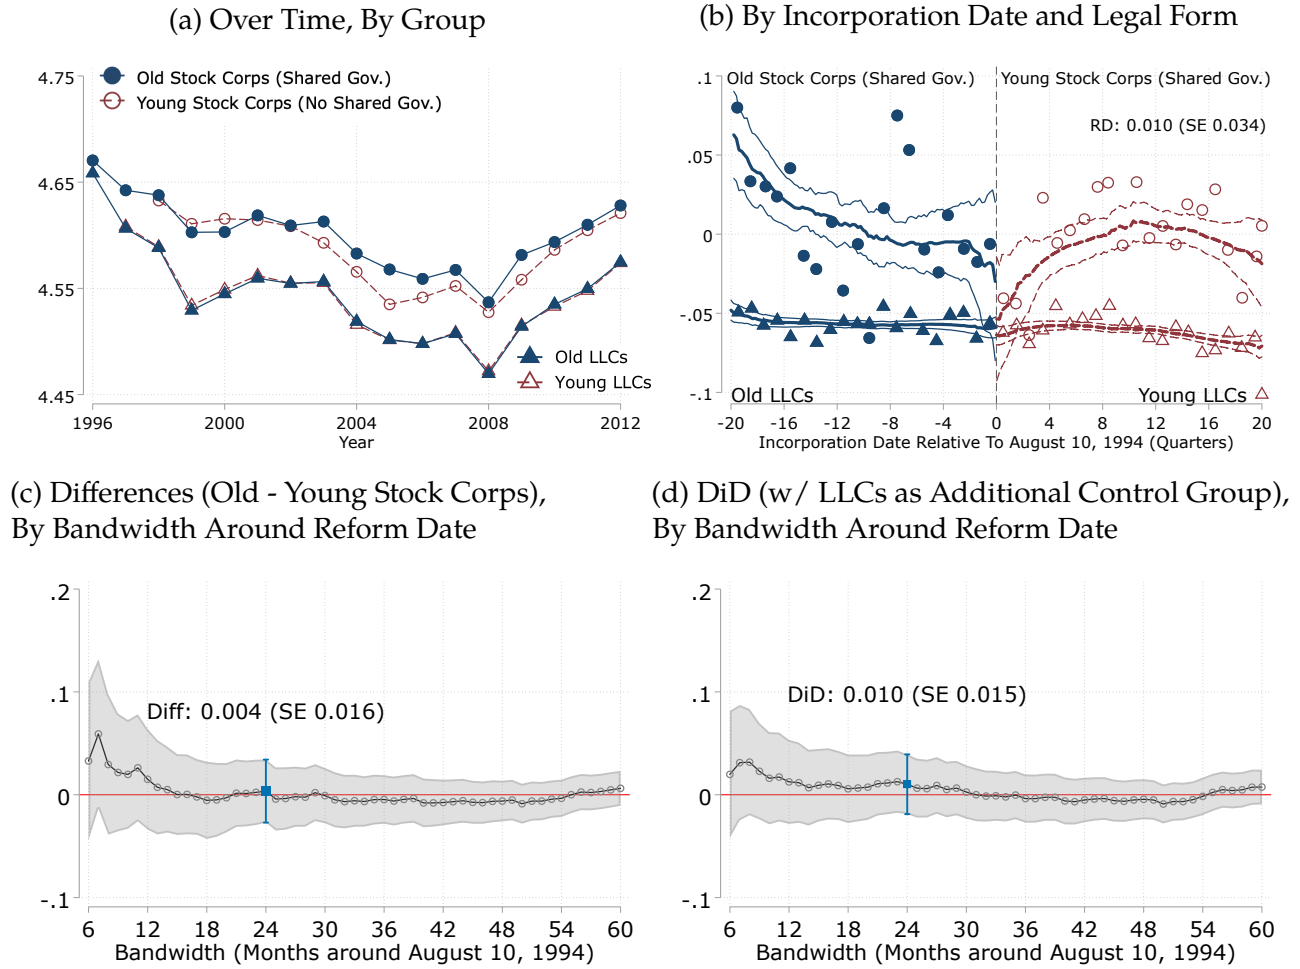 (a) Over Time, By Group
4.75
4.65
4.55
4.45
Old Stock Corps (Shared Gov.)
Young Stock Corps (No Shared Gov.)
Old LLCs
Young LLCs
1996 2000 2004 2008 2012
Year
(b) By Incorporation Date and Legal Form
.1
.05
0
-.05
-.1
Old Stock Corps (Shared Gov.)
Young Stock Corps (Shared Gov.)
RD: 0.010 (SE 0.034)
Old LLCs
Young LLCs
-20 -16 -12 -8 -4 0 4 8 12 16 20
Incorporation Date Relative To August 10, 1994 (Quarters)
(c) Differences (Old - Young Stock Corps),
By Bandwidth Around Reform Date
.2
.1
0
-.1
Diff: 0.004 (SE 0.016)
6 12 18 24 30 36 42 48 54 60
Bandwidth (Months around August 10, 1994)
(d) DiD (w/ LLCs as Additional Control Group),
By Bandwidth Around Reform Date
.2
.1
0
-.1
DiD: 0.010 (SE 0.015)
6 12 18 24 30 36 42 48 54 60
Bandwidth (Months around August 10, 1994)